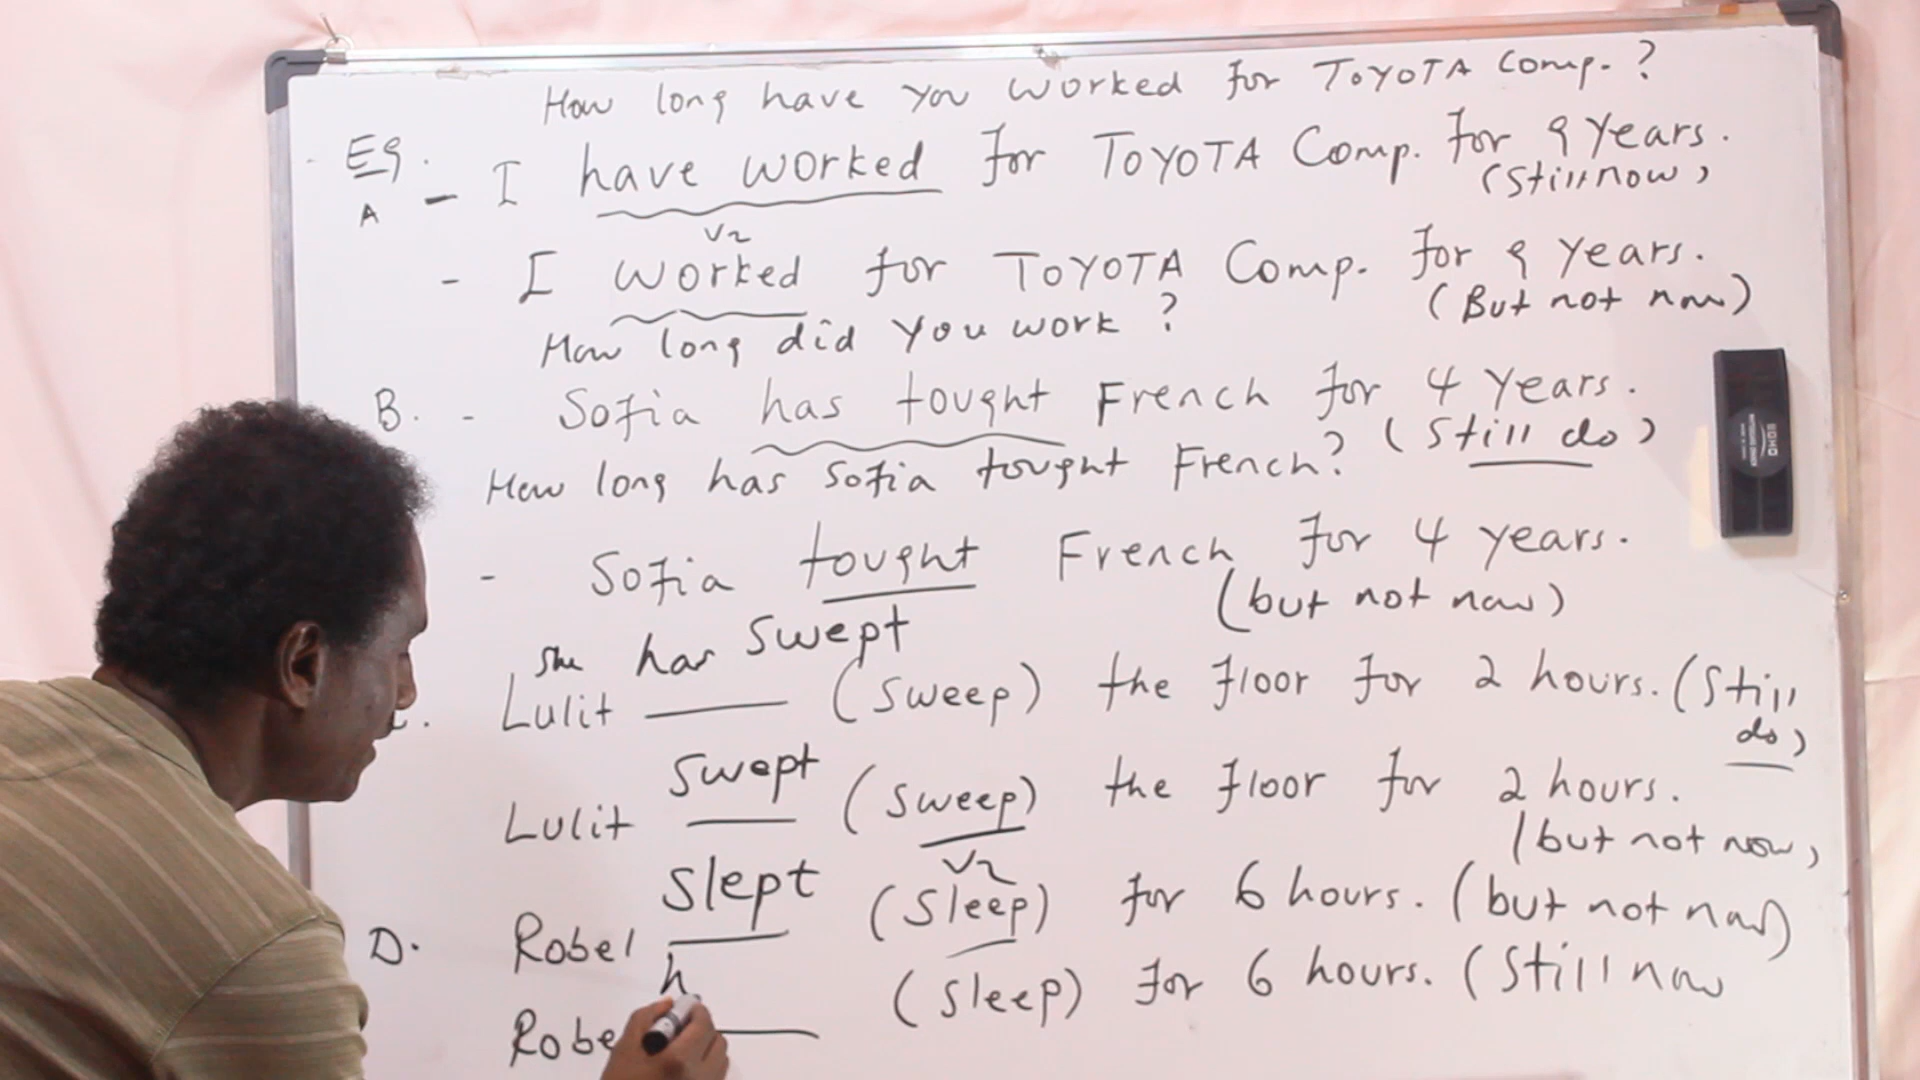 How long have you worked for TOYOTA Comp. ?
Eg. 
A - I have worked for TOYOTA Comp. for 9 Years.
(Still now)
V2
- I worked for TOYOTA Comp. for 9 Years.
(But not now)
How long did you work ?
B. - Sofia has tought French for 4 years.
(Still do)
How long has Sofia tought French?
- Sofia tought French for 4 years.
(but not now)
She has swept
Lulit (sweep) the floor for 2 hours. (Still do)
swept
Lulit (sweep) the floor for 2 hours.
(but not now)
V2
slept
D. Robel (sleep) for 6 hours. (but not now)
h
Robe (sleep) for 6 hours. (Still now